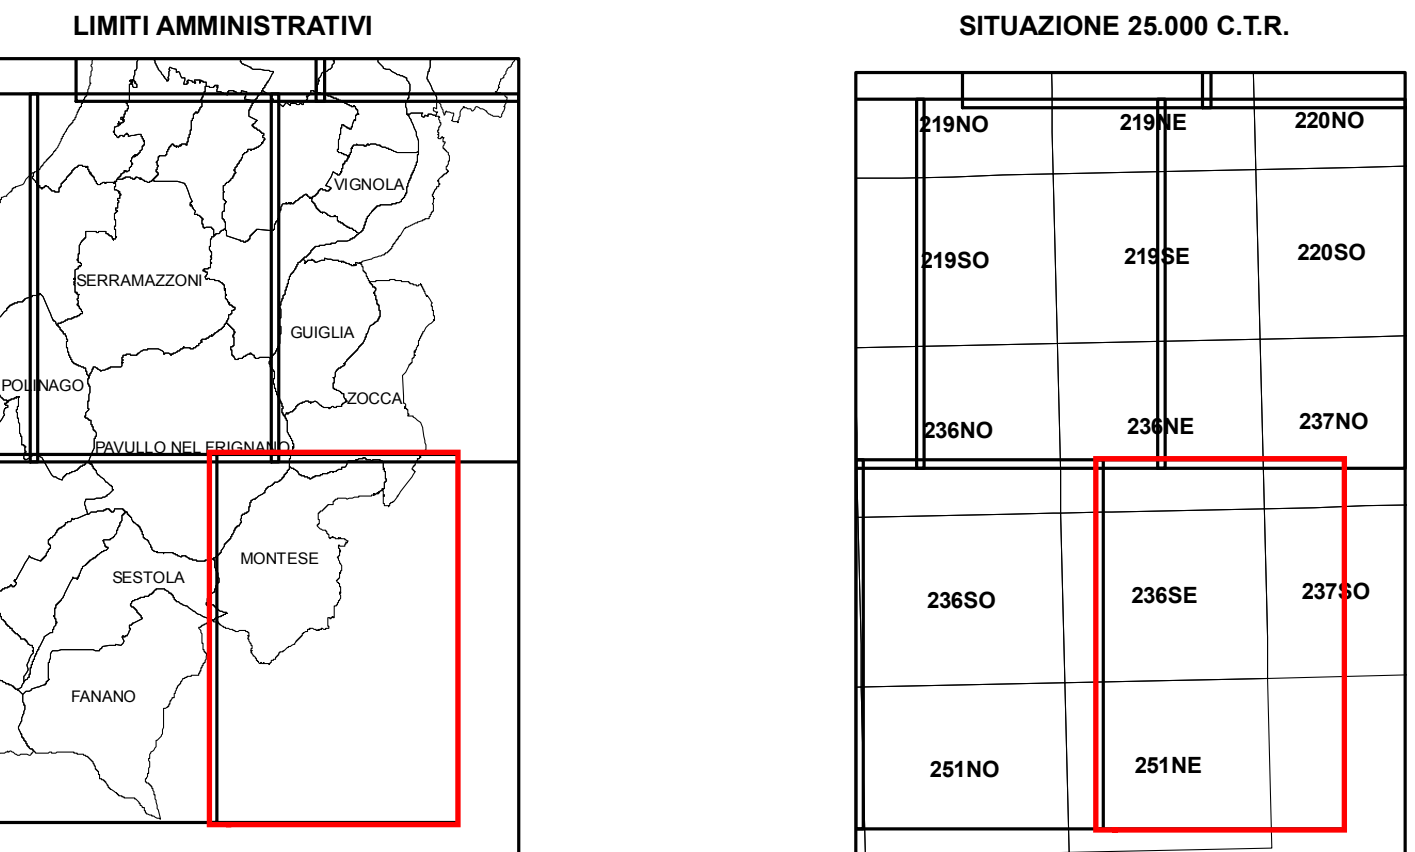 LIMITI AMMINISTRATIVI
VIGNOLA
SERRAMAZZONI
GUIGLIA
POLINAGO
ZOCCA
PAVULLO NEL FRIGNANO
MONTESE
SESTOLA
FANANO
SITUAZIONE 25.000 C.T.R.
219NO 219NE 220NO
219SO 219SE 220SO
236NO 236NE 237NO
236SO 236SE 237SO
251NO 251NE